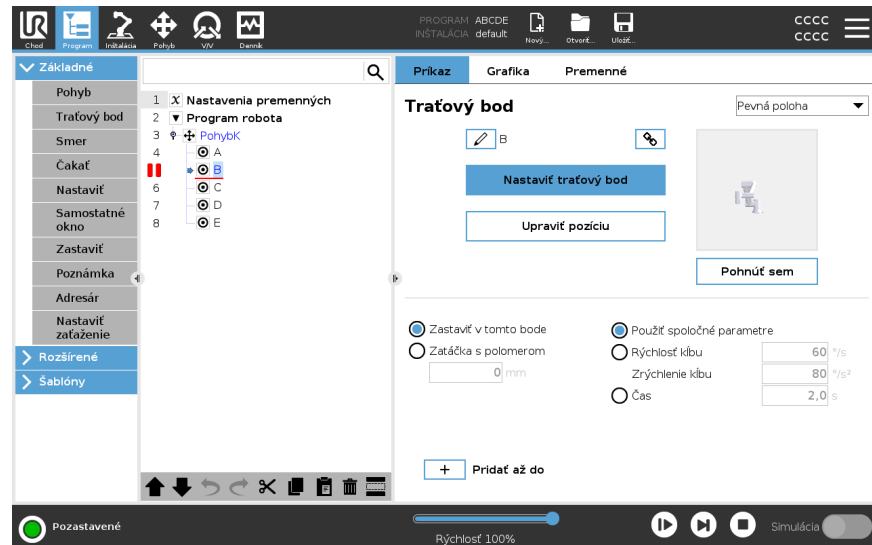 UR
Chod
Program
Inštalácia
Pohyb
V/V
Denník
PROGRAM ABCDE
INŠTALÁCIA default
Nový...
Otvoriť...
Uložiť...
cccc
cccc
Základné
Pohyb
Traťový bod
Smer
Čakať
Nastaviť
Samostatné
okno
Zastaviť
Poznámka
Adresár
Nastaviť
zaťaženie
Rozšírené
Šablóny
1 X Nastavenia premenných
2 Program robota
3 PohybK
4 A
B
6 C
7 D
8 E
Príkaz Grafika Premenné
Traťový bod
Pevná poloha
B
Nastaviť traťový bod
Upraviť pozíciu
Pohnúť sem
Zastaviť v tomto bode
Zatáčka s polomerom
0 mm
Použiť spoločné parametre
Rýchlosť kĺbu 60 °/s
Zrýchlenie kĺbu 80 °/s²
Čas 2,0 s
+ Pridať až do
Pozastavené
Rýchlosť 100%
Simulácia